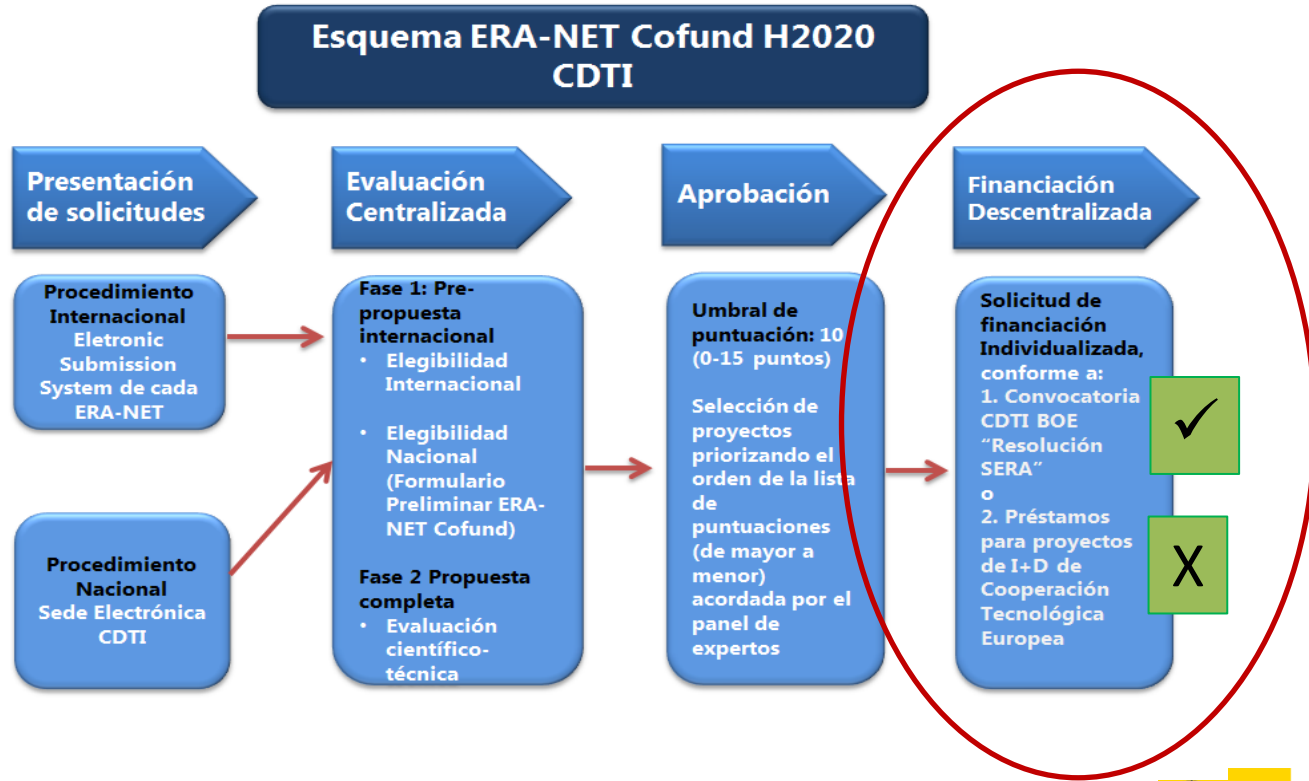 Esquema ERA-NET Cofund H2020
CDTI
Presentación
de solicitudes
Evaluación
Centralizada
Aprobación
Financiación
Descentralizada
Procedimiento
Internacional
Eletronic
Submission
System de cada
ERA-NET
Procedimiento
Nacional
Sede Electrónica
CDTI
Fase 1: Pre-
propuesta
internacional
• Elegibilidad
Internacional
• Elegibilidad
Nacional
(Formulario
Preliminar ERA-
NET Cofund)
Fase 2 Propuesta
completa
• Evaluación
científico-
técnica
Umbral de
puntuación: 10
(0-15 puntos)
Selección de
proyectos
priorizando el
orden de la lista
de
puntuaciones
(de mayor a
menor)
acordada por el
panel de
expertos
Solicitud de
financiación
Individualizada,
conforme a:
1. Convocatoria
CDTI BOE
“Resolución
SERA”
o
2. Préstamos
para proyectos
de I+D de
Cooperación
Tecnológica
Europea
✓
X